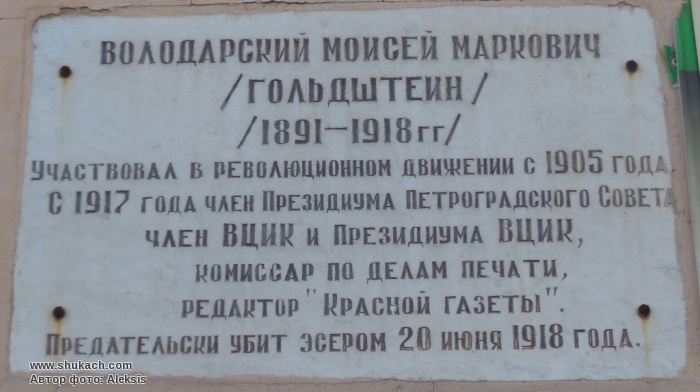 ВОЛОДАРСКИЙ МОИСЕЙ МАРКОВИЧ
/ГОЛЬДШТЕИН/
/1891-1918гг/
УЧАСТВОВАЛ В РЕВОЛЮЦИОННОМ ДВИЖЕНИИ С 1905 ГОДА.
С 1917 ГОДА ЧЛЕН ПРЕЗИДИУМА ПЕТРОГРАДСКОГО СОВЕТА
ЧЛЕН ВЦИК И ПРЕЗИДИУМА ВЦИК,
КОМИССАР ПО ДЕЛАМ ПЕЧАТИ,
РЕДАКТОР "КРАСНОЙ ГАЗЕТЫ".
ПРЕДАТЕЛЬСКИ УБИТ ЭСЕРОМ 20 ИЮНЯ 1918 ГОДА.
www.shukach.com
Автор фото: Aleksis